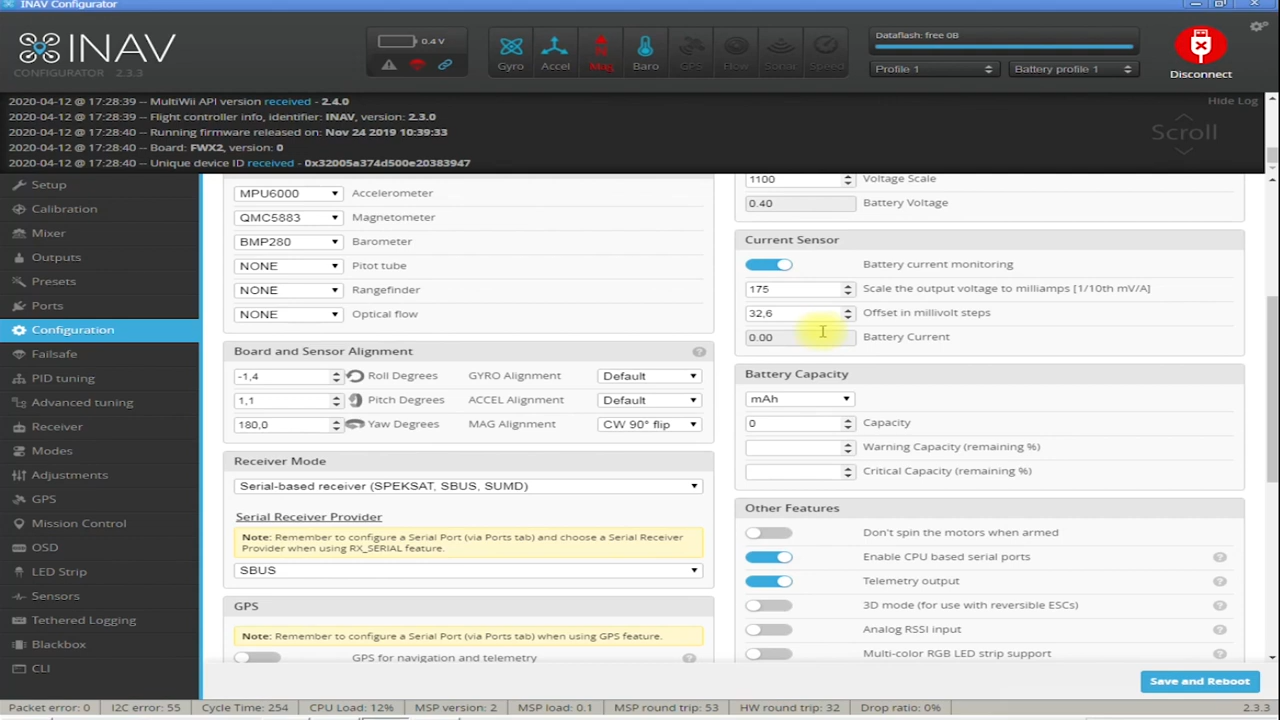 INAV Configurator
INAV
CONFIGURATOR 2.3.3
0.4 V
Gyro
Accel
Mag
Baro
GPS
Flow
Sonar
Speed
Dataflash: free 0B
Profile 1
Battery profile 1
Disconnect
2020-04-12 @ 17:28:39 -- MultiWii API version received - 2.4.0
2020-04-12 @ 17:28:39 -- Flight controller info, identifier: INAV, version: 2.3.0
2020-04-12 @ 17:28:40 -- Running firmware released on: Nov 24 2019 10:39:33
2020-04-12 @ 17:28:40 -- Board: FWX2, version: 0
2020-04-12 @ 17:28:40 -- Unique device ID received - 0x32005a374d500e20383947
Hide Log
Scroll
Setup
Calibration
Mixer
Outputs
Presets
Ports
Configuration
Failsafe
PID tuning
Advanced tuning
Receiver
Modes
Adjustments
GPS
Mission Control
OSD
LED Strip
Sensors
Tethered Logging
Blackbox
CLI
MPU6000 Accelerometer
QMC5883 Magnetometer
BMP280 Barometer
NONE Pitot tube
NONE Rangefinder
NONE Optical flow
Board and Sensor Alignment
-1,4 Roll Degrees GYRO Alignment Default
1,1 Pitch Degrees ACCEL Alignment Default
180,0 Yaw Degrees MAG Alignment CW 90° flip
Receiver Mode
Serial-based receiver (SPEKSAT, SBUS, SUMD)
Serial Receiver Provider
Note: Remember to configure a Serial Port (via Ports tab) and choose a Serial Receiver
Provider when using RX_SERIAL feature.
SBUS
GPS
Note: Remember to configure a Serial Port (via Ports tab) when using GPS feature.
GPS for navigation and telemetry
1100 Voltage Scale
0.40 Battery Voltage
Current Sensor
Battery current monitoring
175 Scale the output voltage to milliamps [1/10th mV/A]
32,6 Offset in millivolt steps
0.00 Battery Current
Battery Capacity
mAh
0 Capacity
Warning Capacity (remaining %)
Critical Capacity (remaining %)
Other Features
Don't spin the motors when armed
Enable CPU based serial ports
Telemetry output
3D mode (for use with reversible ESCs)
Analog RSSI input
Multi-color RGB LED strip support
Save and Reboot
Packet error: 0 I2C error: 55 Cycle Time: 254 CPU Load: 12% MSP version: 2 MSP load: 0.1 MSP round trip: 53 HW round trip: 32 Drop ratio: 0% 2.3.3